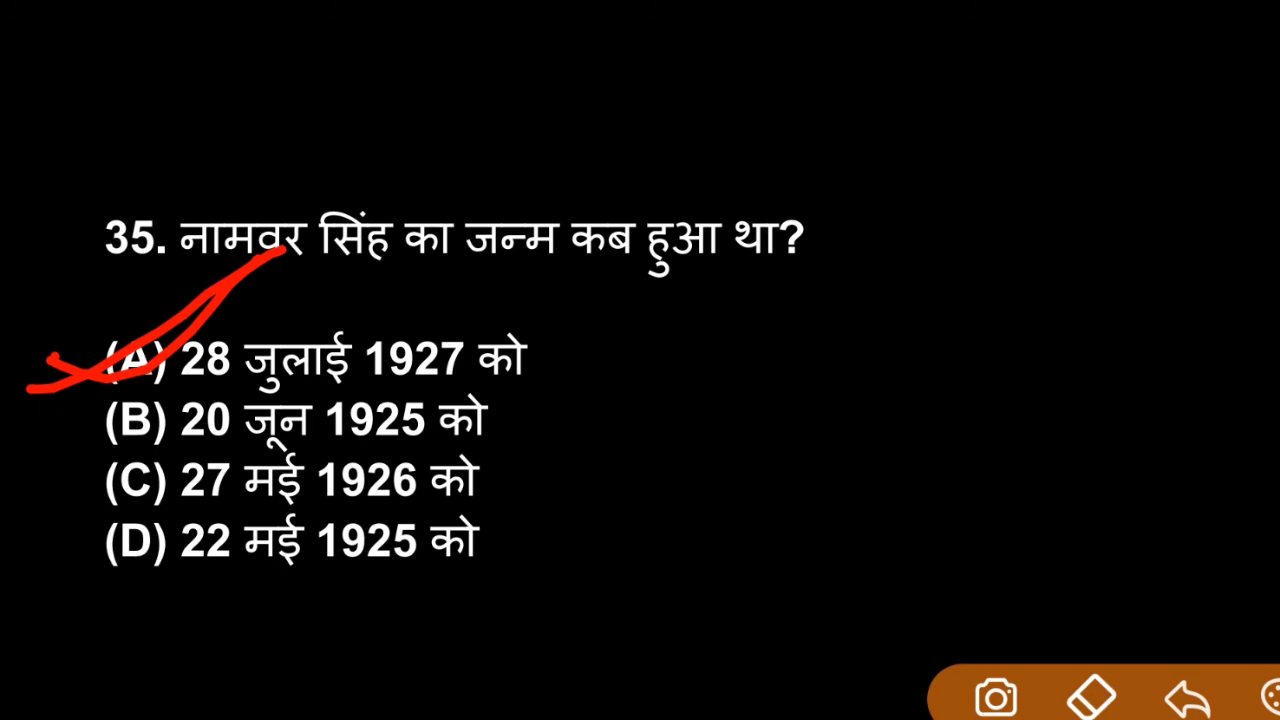 35. नामवर सिंह का जन्म कब हुआ था?
(A) 28 जुलाई 1927 को
(B) 20 जून 1925 को
(C) 27 मई 1926 को
(D) 22 मई 1925 को